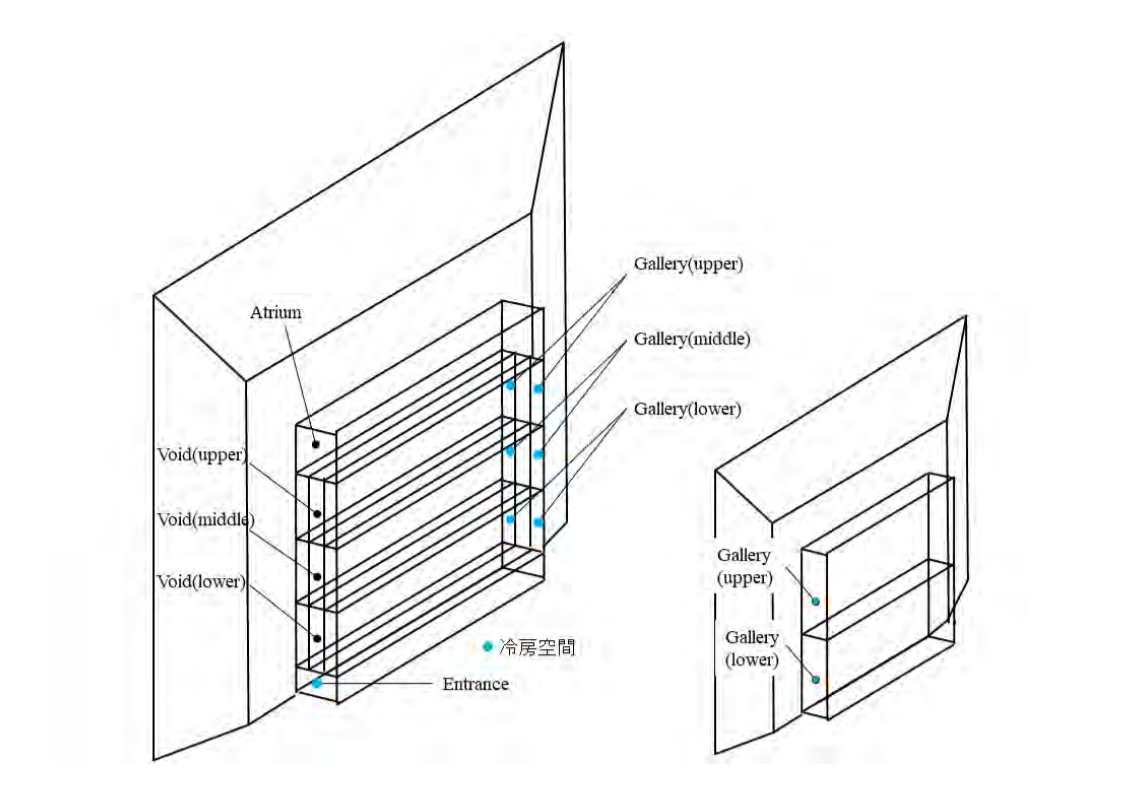 Gallery(upper)
Atrium
Gallery(middle)
Gallery(lower)
Void(upper)
Void(middle)
Void(lower)
冷房空間
Entrance
Gallery
(upper)
Gallery
(lower)